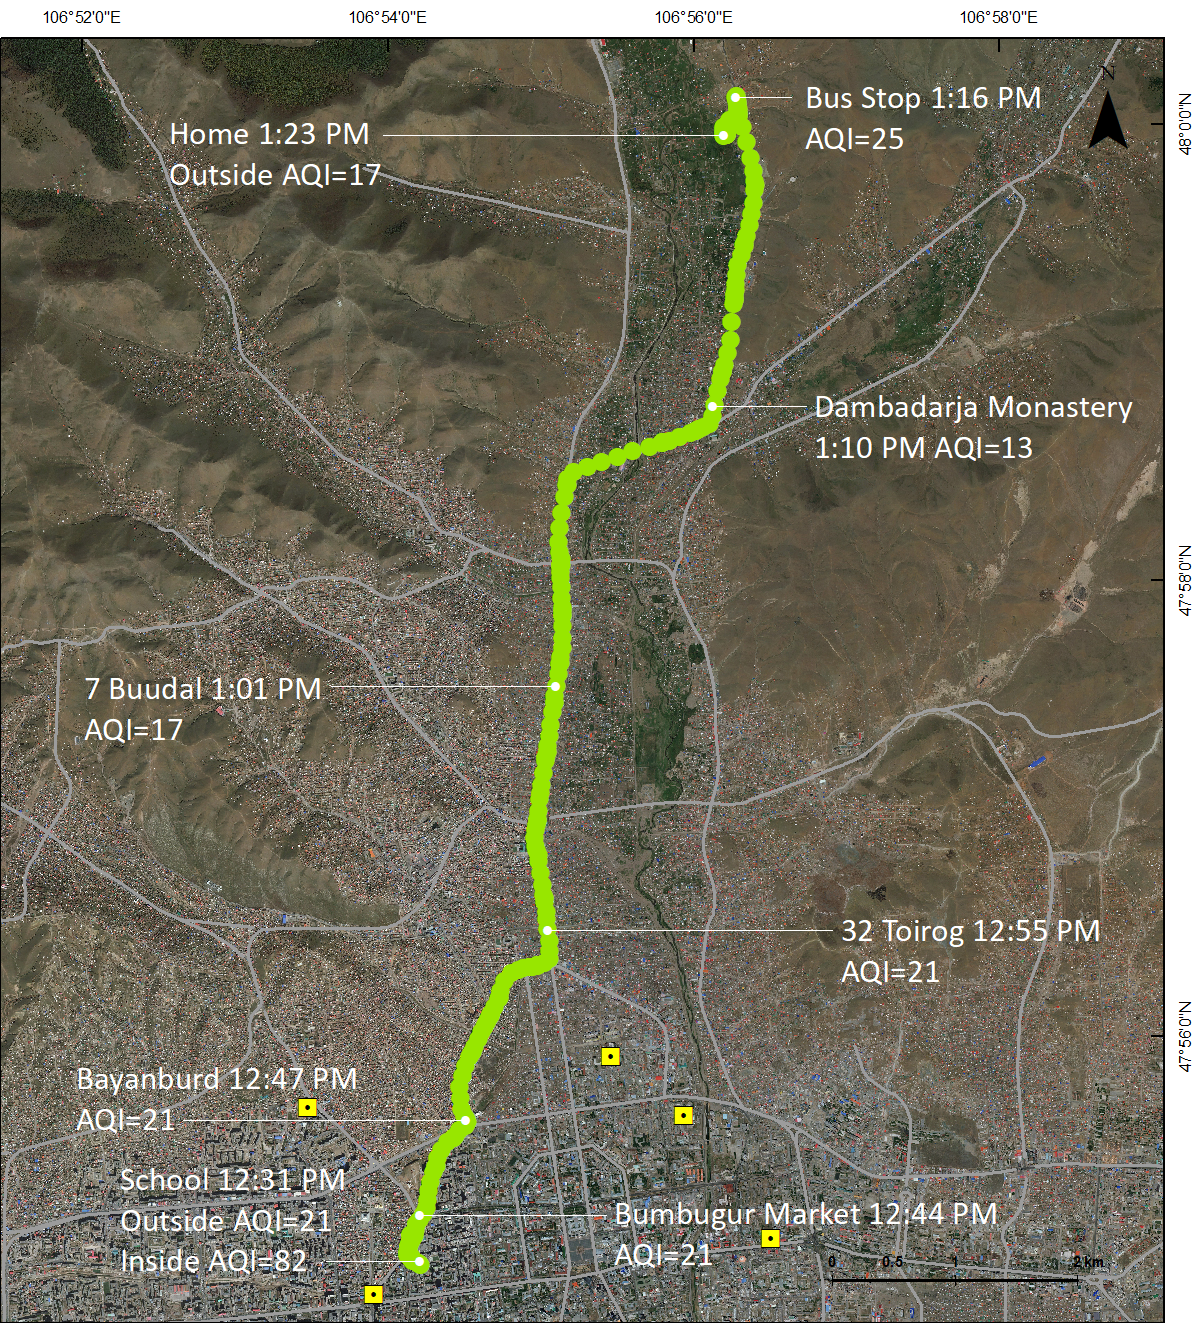 106°52'0"E
106°54'0"E
106°56'0"E
106°58'0"E
N
Bus Stop 1:16 PM
AQI=25
48°0'0"N
Home 1:23 PM
Outside AQI=17
Dambadarja Monastery
1:10 PM AQI=13
47°58'0"N
7 Buudal 1:01 PM
AQI=17
32 Toirog 12:55 PM
AQI=21
47°56'0"N
Bayanburd 12:47 PM
AQI=21
School 12:31 PM
Outside AQI=21
Inside AQI=82
Bumbugur Market 12:44 PM
AQI=21
0 0.5 1 2 km